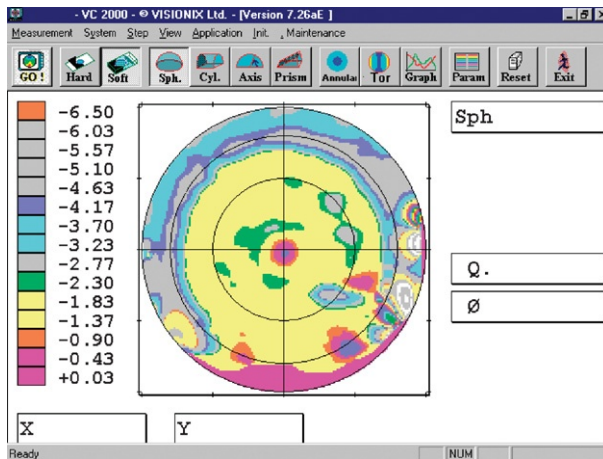 - VC 2000 - © VISIONIX Ltd. - [Version 7.26aE]
Measurement System Step View Application Init. , Maintenance
GO! Hard Soft Sph. Cyl. Axis Prism Annular Tor Graph Param Reset Exit
-6.50
-6.03
-5.57
-5.10
-4.63
-4.17
-3.70
-3.23
-2.77
-2.30
-1.83
-1.37
-0.90
-0.43
+0.03
Sph
Q.
Ø
X Y
Ready NUM